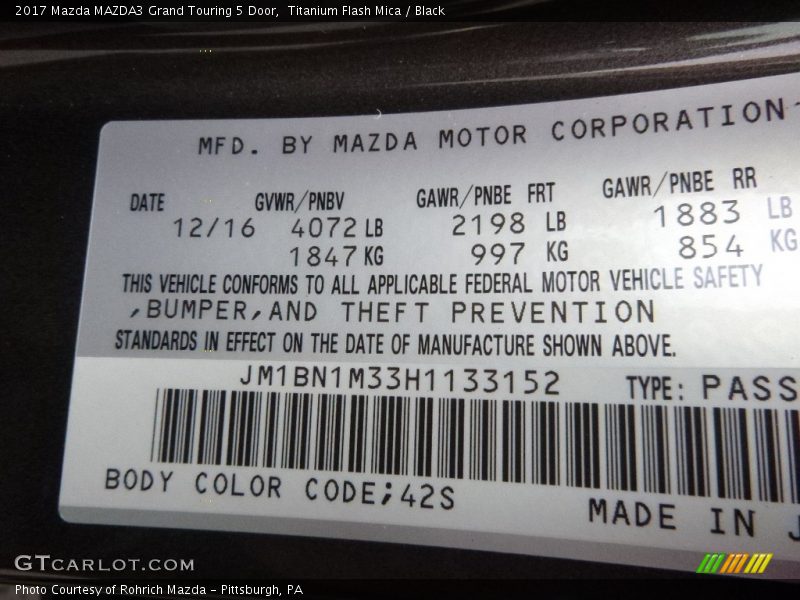 2017 Mazda MAZDA3 Grand Touring 5 Door, Titanium Flash Mica / Black
MFD. BY MAZDA MOTOR CORPORATION
DATE GVWR/PNBV GAWR/PNBE FRT GAWR/PNBE RR
12/16 4072 LB 2198 LB 1883 LB
1847 KG 997 KG 854 KG
THIS VEHICLE CONFORMS TO ALL APPLICABLE FEDERAL MOTOR VEHICLE SAFETY
,BUMPER,AND THEFT PREVENTION
STANDARDS IN EFFECT ON THE DATE OF MANUFACTURE SHOWN ABOVE.
JM1BN1M33H1133152 TYPE: PASS
BODY COLOR CODE;42S
MADE IN J
GTCARLOT.COM
Photo Courtesy of Rohrich Mazda - Pittsburgh, PA